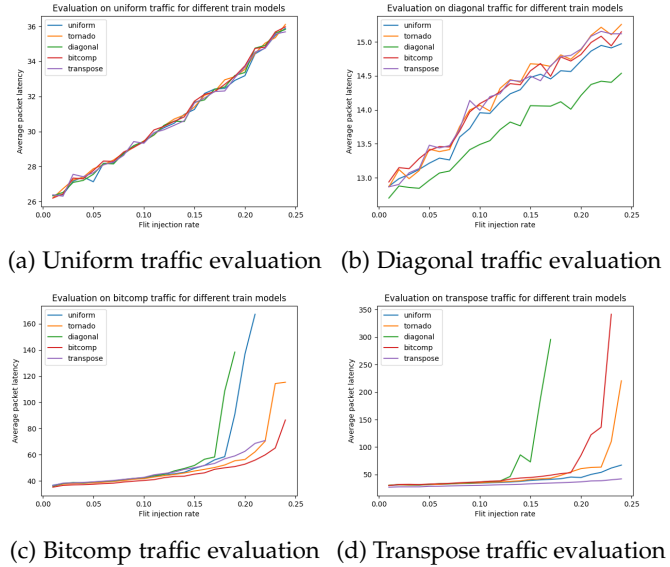 Evaluation on uniform traffic for different train models
Average packet latency
36
34
32
30
28
26
uniform
tornado
diagonal
bitcomp
transpose
0.00 0.05 0.10 0.15 0.20 0.25
Flit injection rate
(a) Uniform traffic evaluation
Evaluation on diagonal traffic for different train models
Average packet latency
15.0
14.5
14.0
13.5
13.0
uniform
tornado
diagonal
bitcomp
transpose
0.00 0.05 0.10 0.15 0.20 0.25
Flit injection rate
(b) Diagonal traffic evaluation
Evaluation on bitcomp traffic for different train models
Average packet latency
160
140
120
100
80
60
40
uniform
tornado
diagonal
bitcomp
transpose
0.00 0.05 0.10 0.15 0.20 0.25
Flit injection rate
(c) Bitcomp traffic evaluation
Evaluation on transpose traffic for different train models
Average packet latency
350
300
250
200
150
100
50
uniform
tornado
diagonal
bitcomp
transpose
0.00 0.05 0.10 0.15 0.20 0.25
Flit injection rate
(d) Transpose traffic evaluation